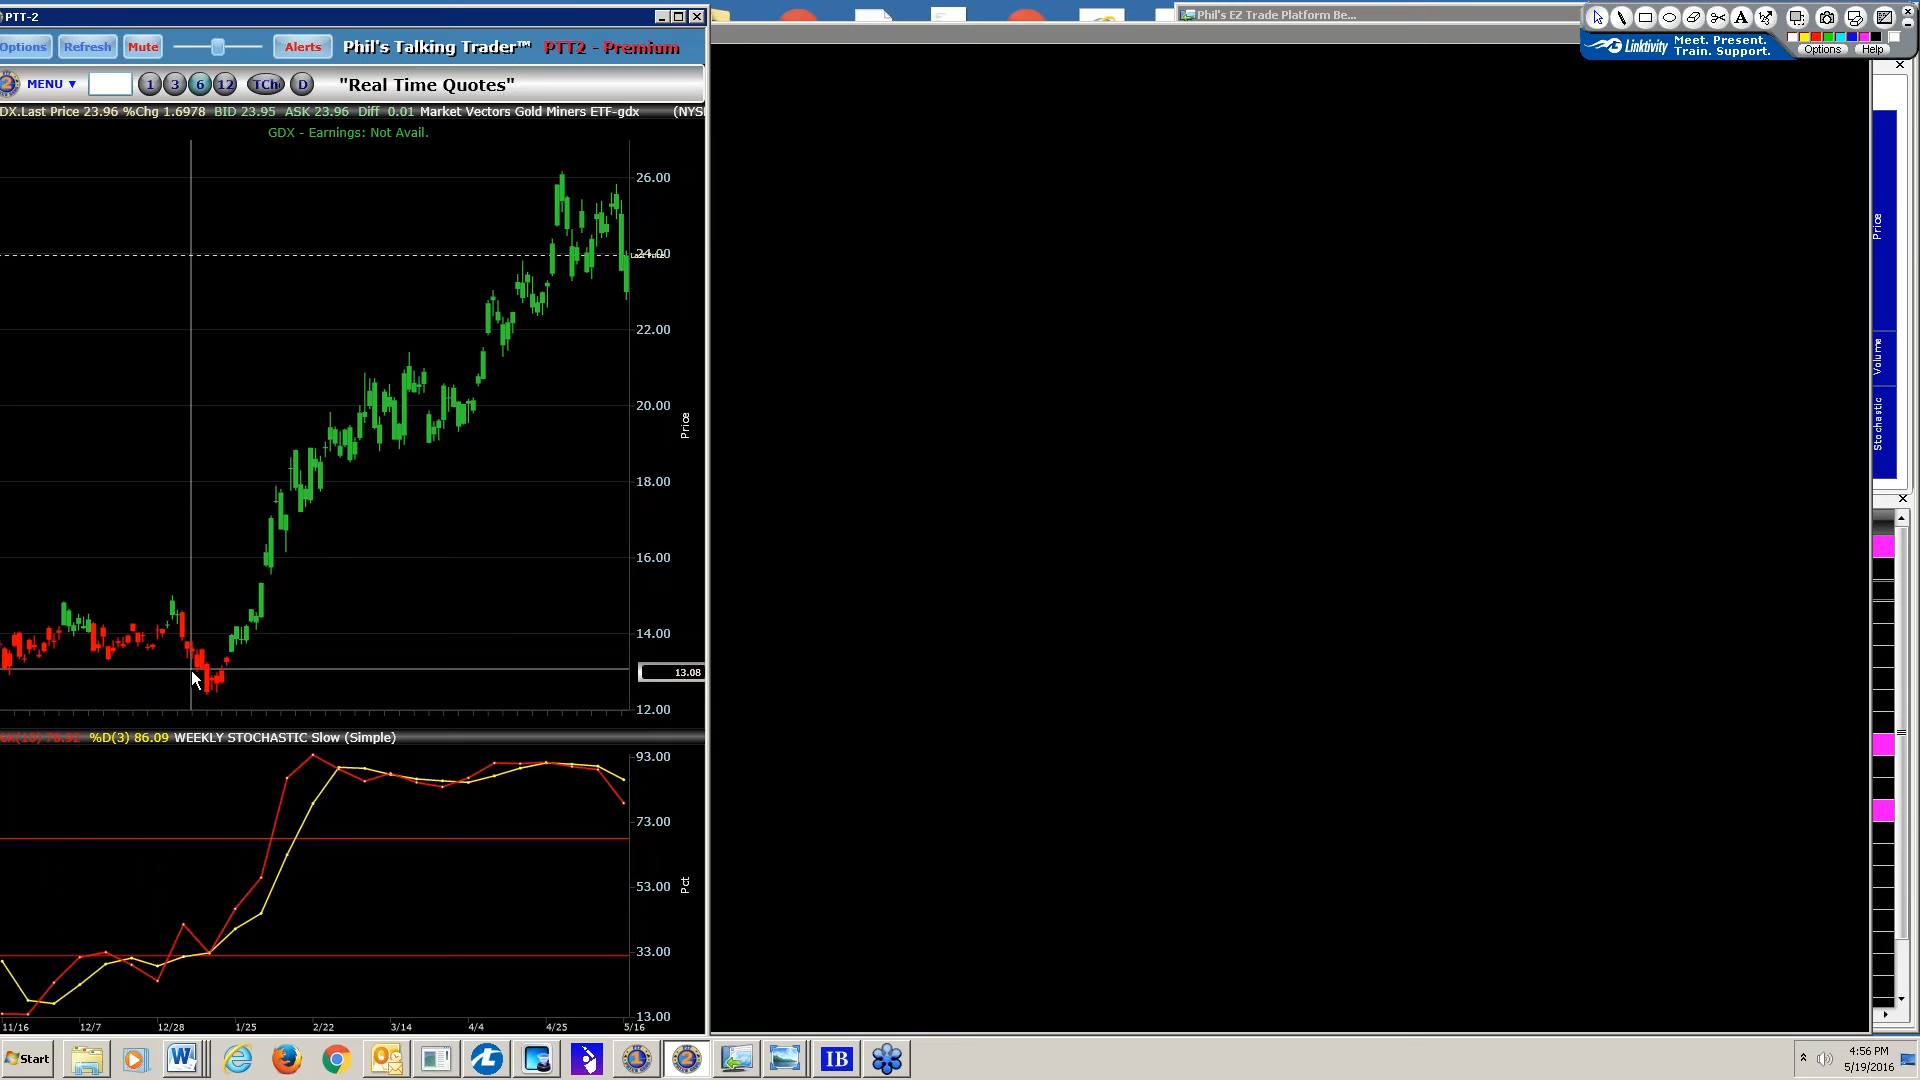 PTT-2
Phil's EZ Trade Platform Be...
Options Refresh Mute Alerts Phil's Talking Trader™ PTT2 - Premium
Linktivity Meet. Present. Train. Support.
Options Help
MENU ▼ 1 3 6 12 TCh D "Real Time Quotes"
DX.Last Price 23.96 %Chg 1.6978 BID 23.95 ASK 23.96 Diff 0.01 Market Vectors Gold Miners ETF-gdx (NYS
GDX - Earnings: Not Avail.
26.00
24.00
22.00
20.00
18.00
16.00
14.00
13.08
12.00
Price
Price
Volume
Stochastic
%D(3) 86.09 WEEKLY STOCHASTIC Slow (Simple)
93.00
73.00
53.00
33.00
13.00
Pct
11/16 12/7 12/28 1/25 2/22 3/14 4/4 4/25 5/16
Start
IB
4:56 PM
5/19/2016